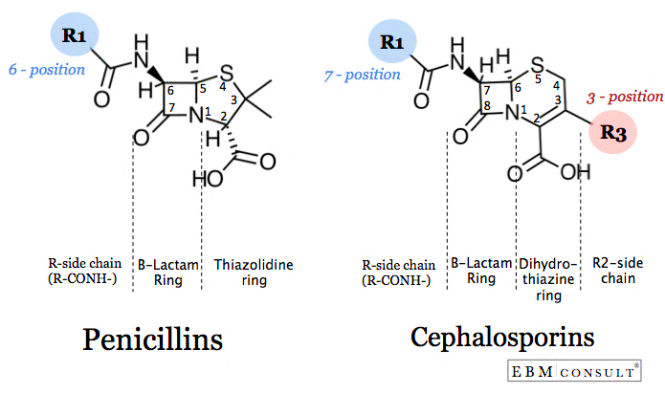 R1
6 - position
H
N
O
H
H
S
6
5
4
3
7
N
1
2
O
H
O
HO
R-side chain
(R-CONH-)
B-Lactam
Ring
Thiazolidine
ring
Penicillins
R1
7 - position
H
N
O
H
H
S
5
7
6
4
3
8
N
1
2
O
3 - position
R3
O
OH
R-side chain
(R-CONH-)
B-Lactam
Ring
Dihydro-
thiazine
ring
R2-side
chain
Cephalosporins
EBM CONSULT®